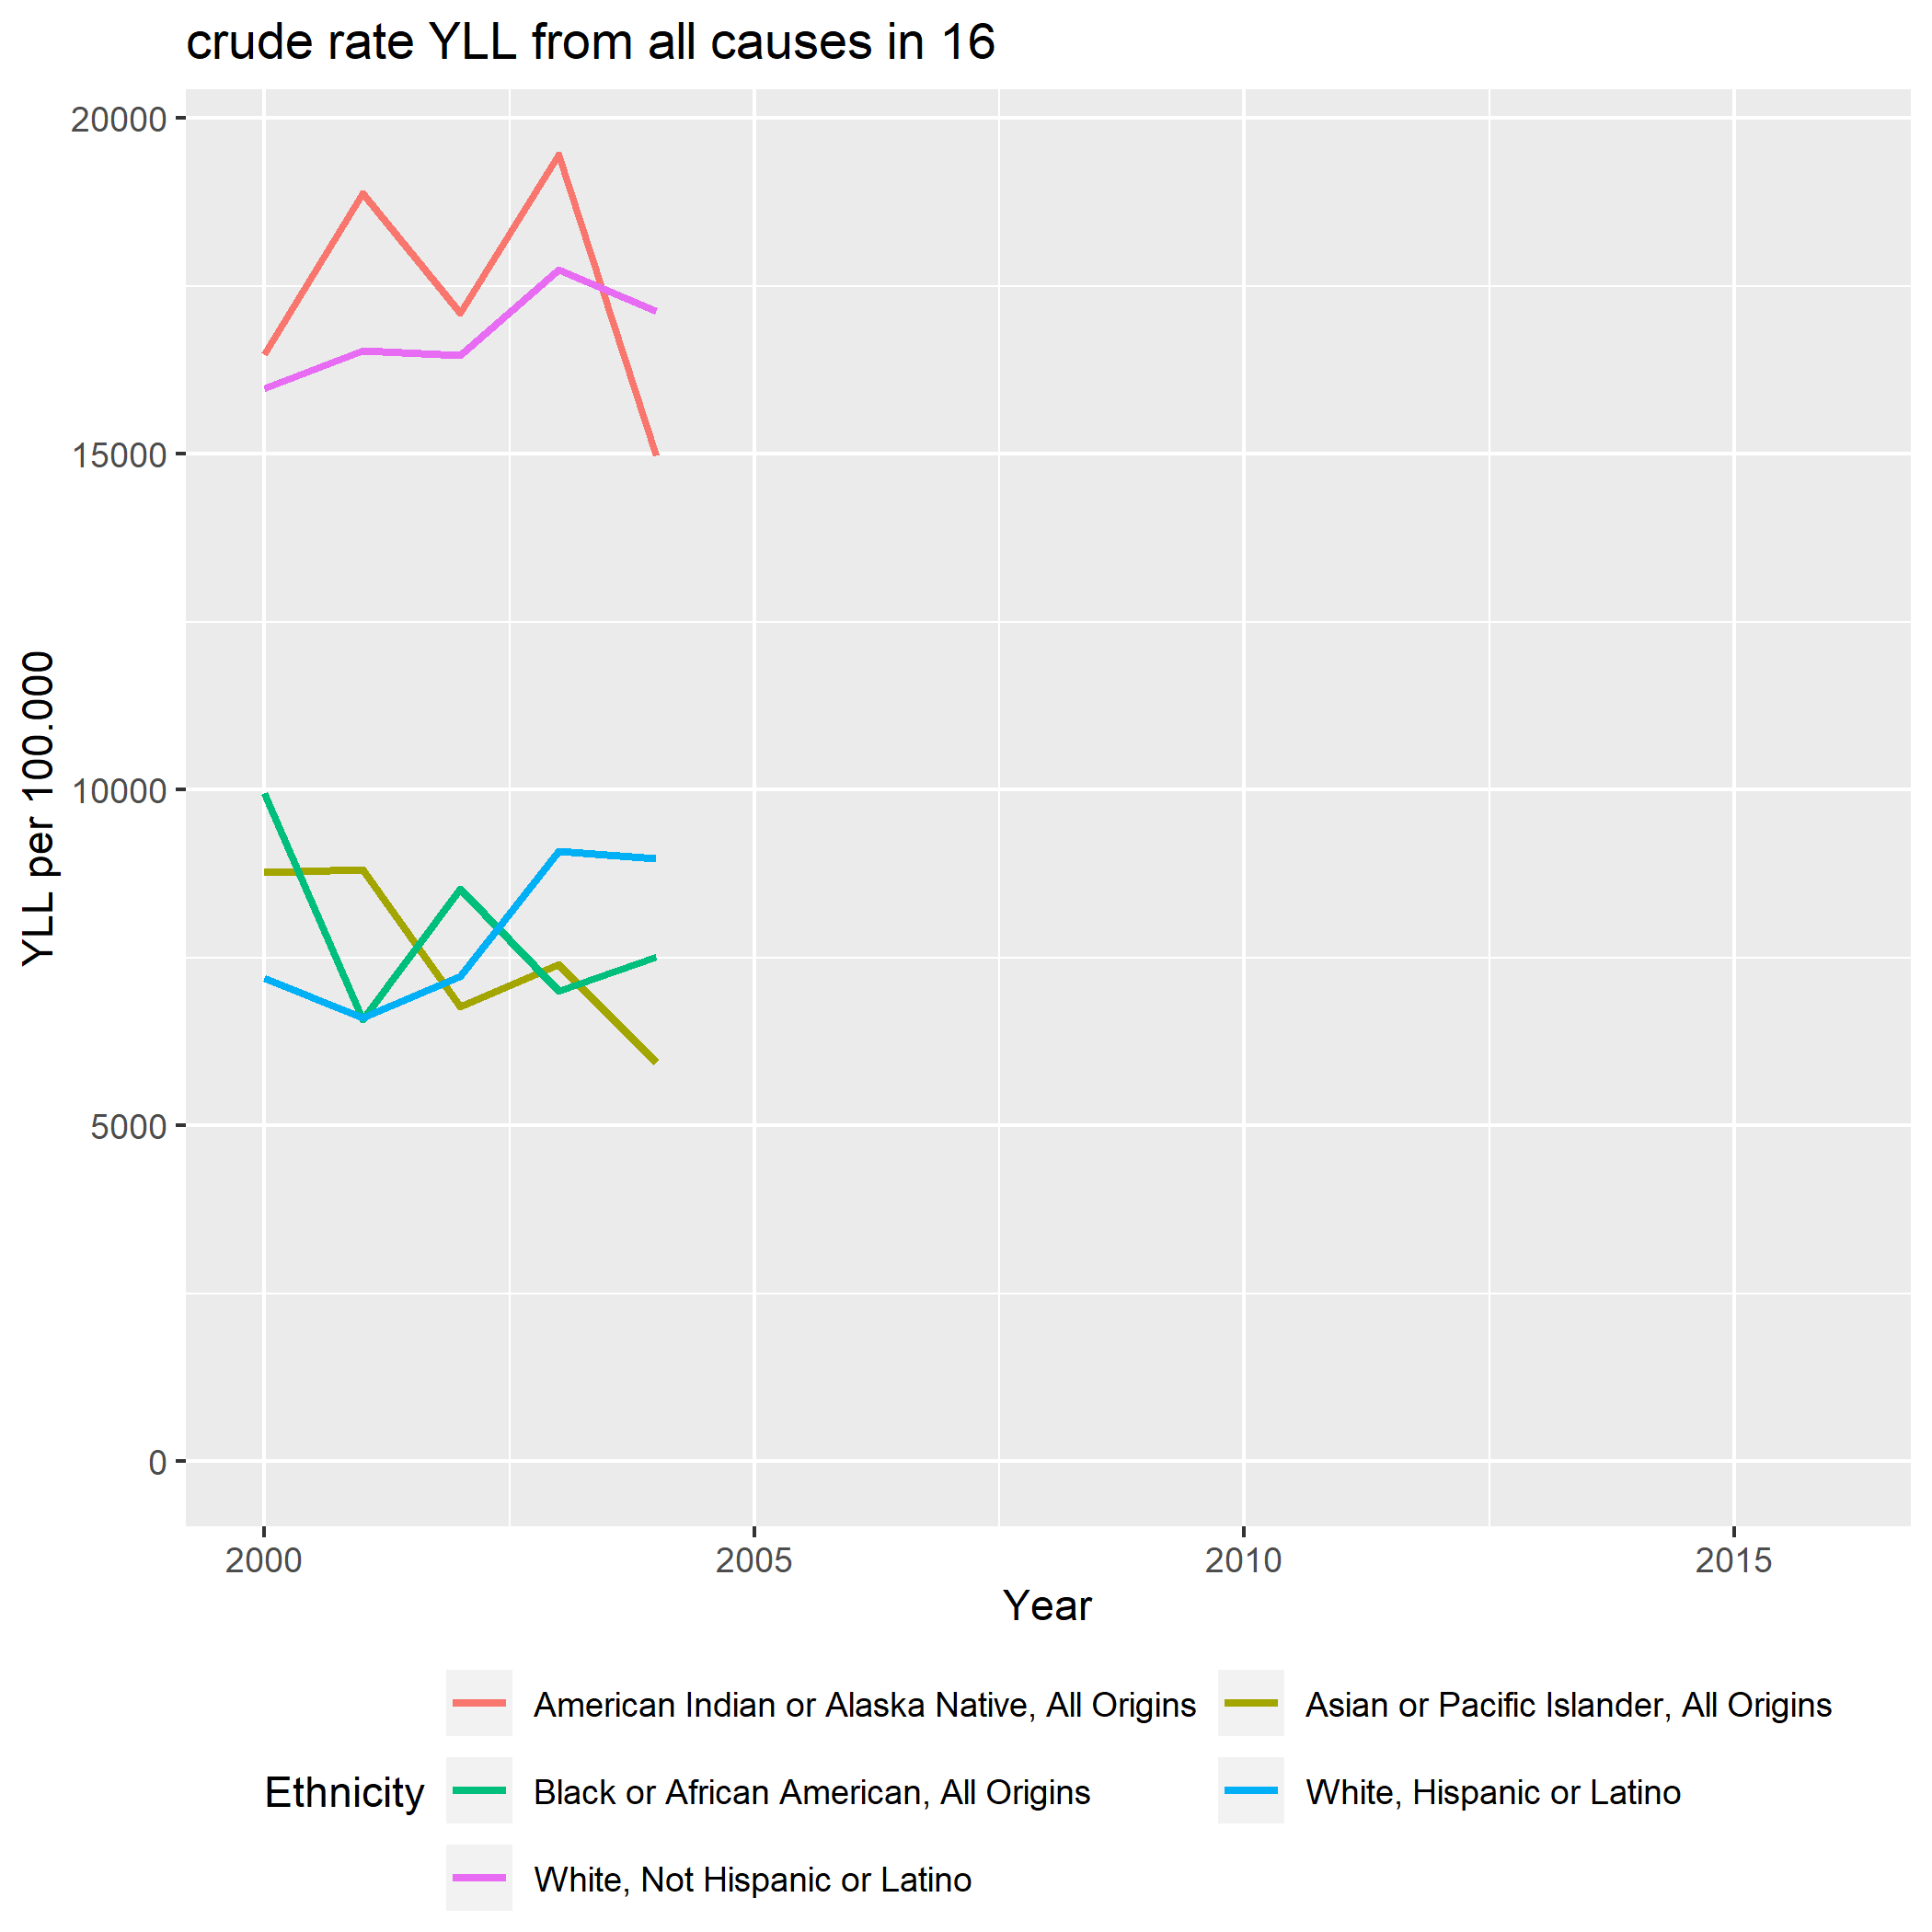 crude rate YLL from all causes in 16
20000
15000
10000
5000
0
YLL per 100.000
2000 2005 2010 2015
Year
Ethnicity
American Indian or Alaska Native, All Origins
Asian or Pacific Islander, All Origins
Black or African American, All Origins
White, Hispanic or Latino
White, Not Hispanic or Latino